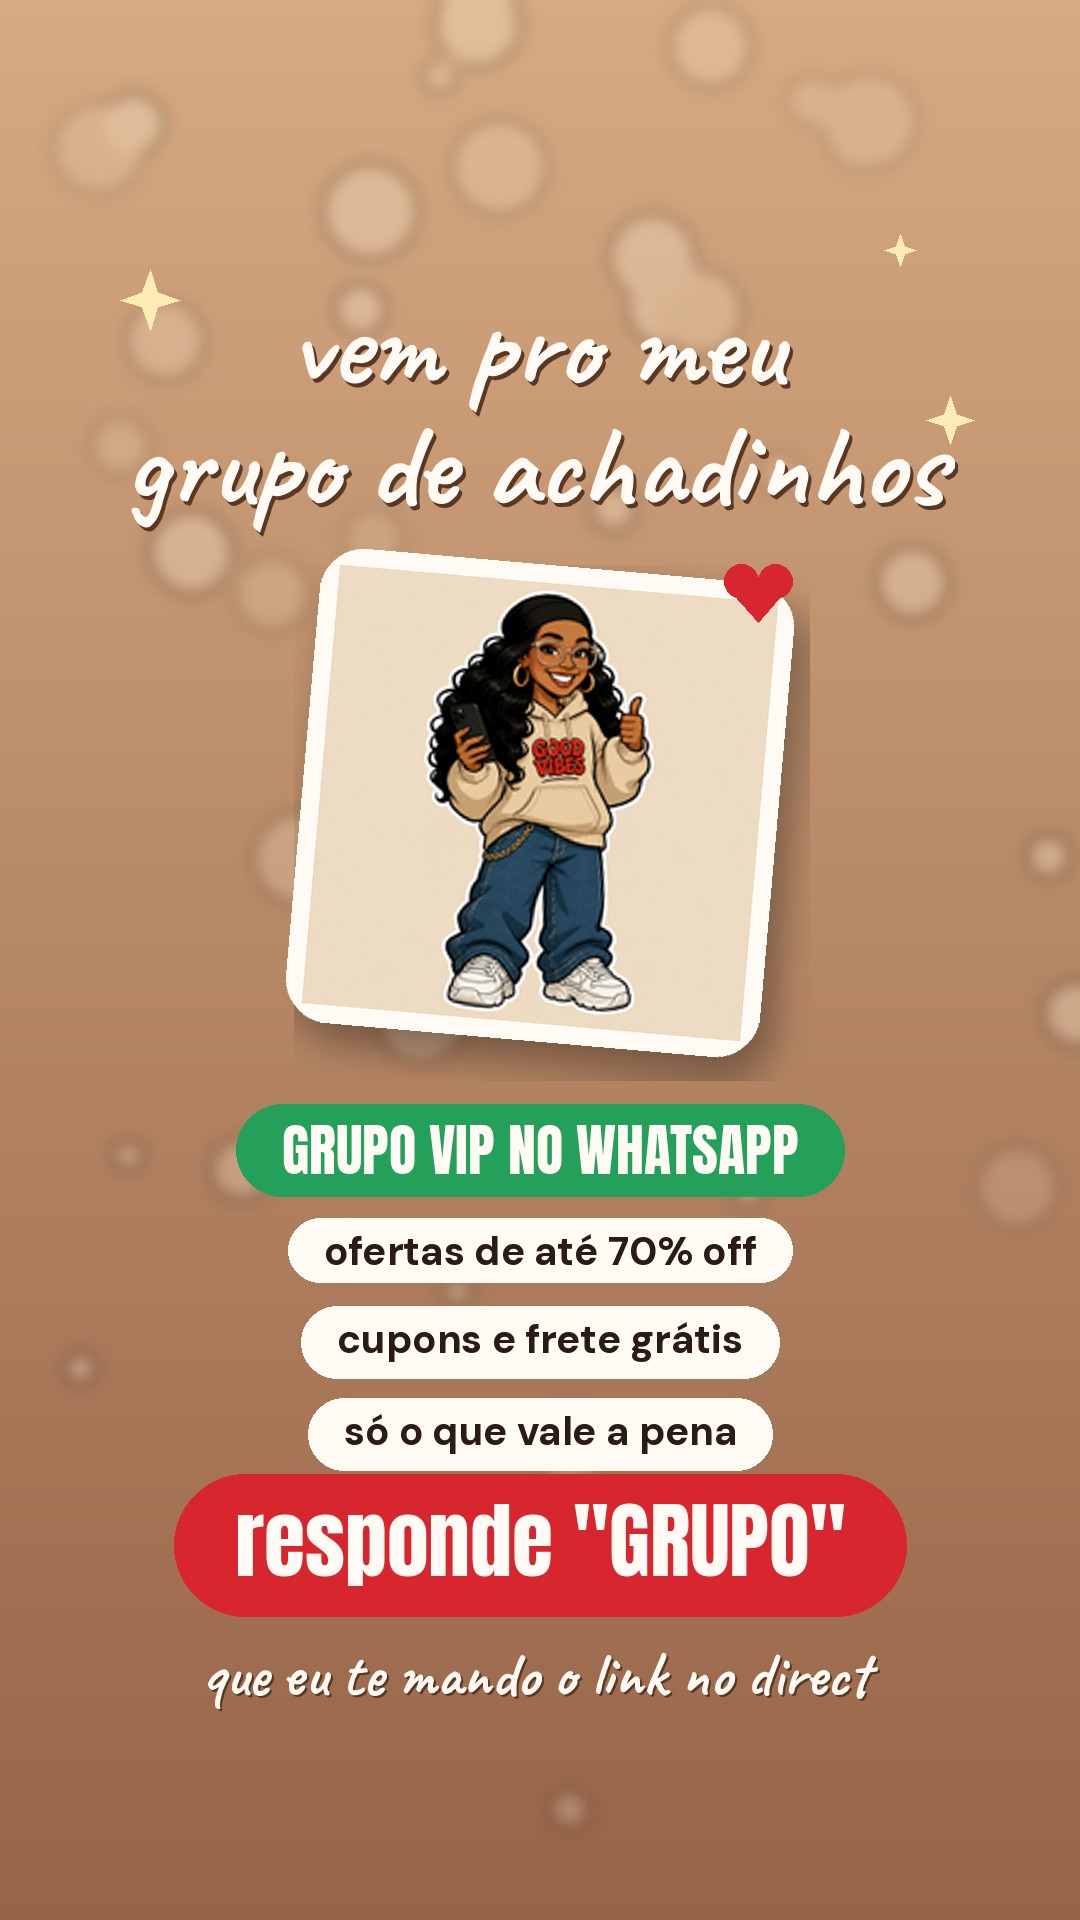 vem pro meu
grupo de achadinhos
GOOD
VIBES
GRUPO VIP NO WHATSAPP
ofertas de até 70% off
cupons e frete grátis
só o que vale a pena
responde "GRUPO"
que eu te mando o link no direct